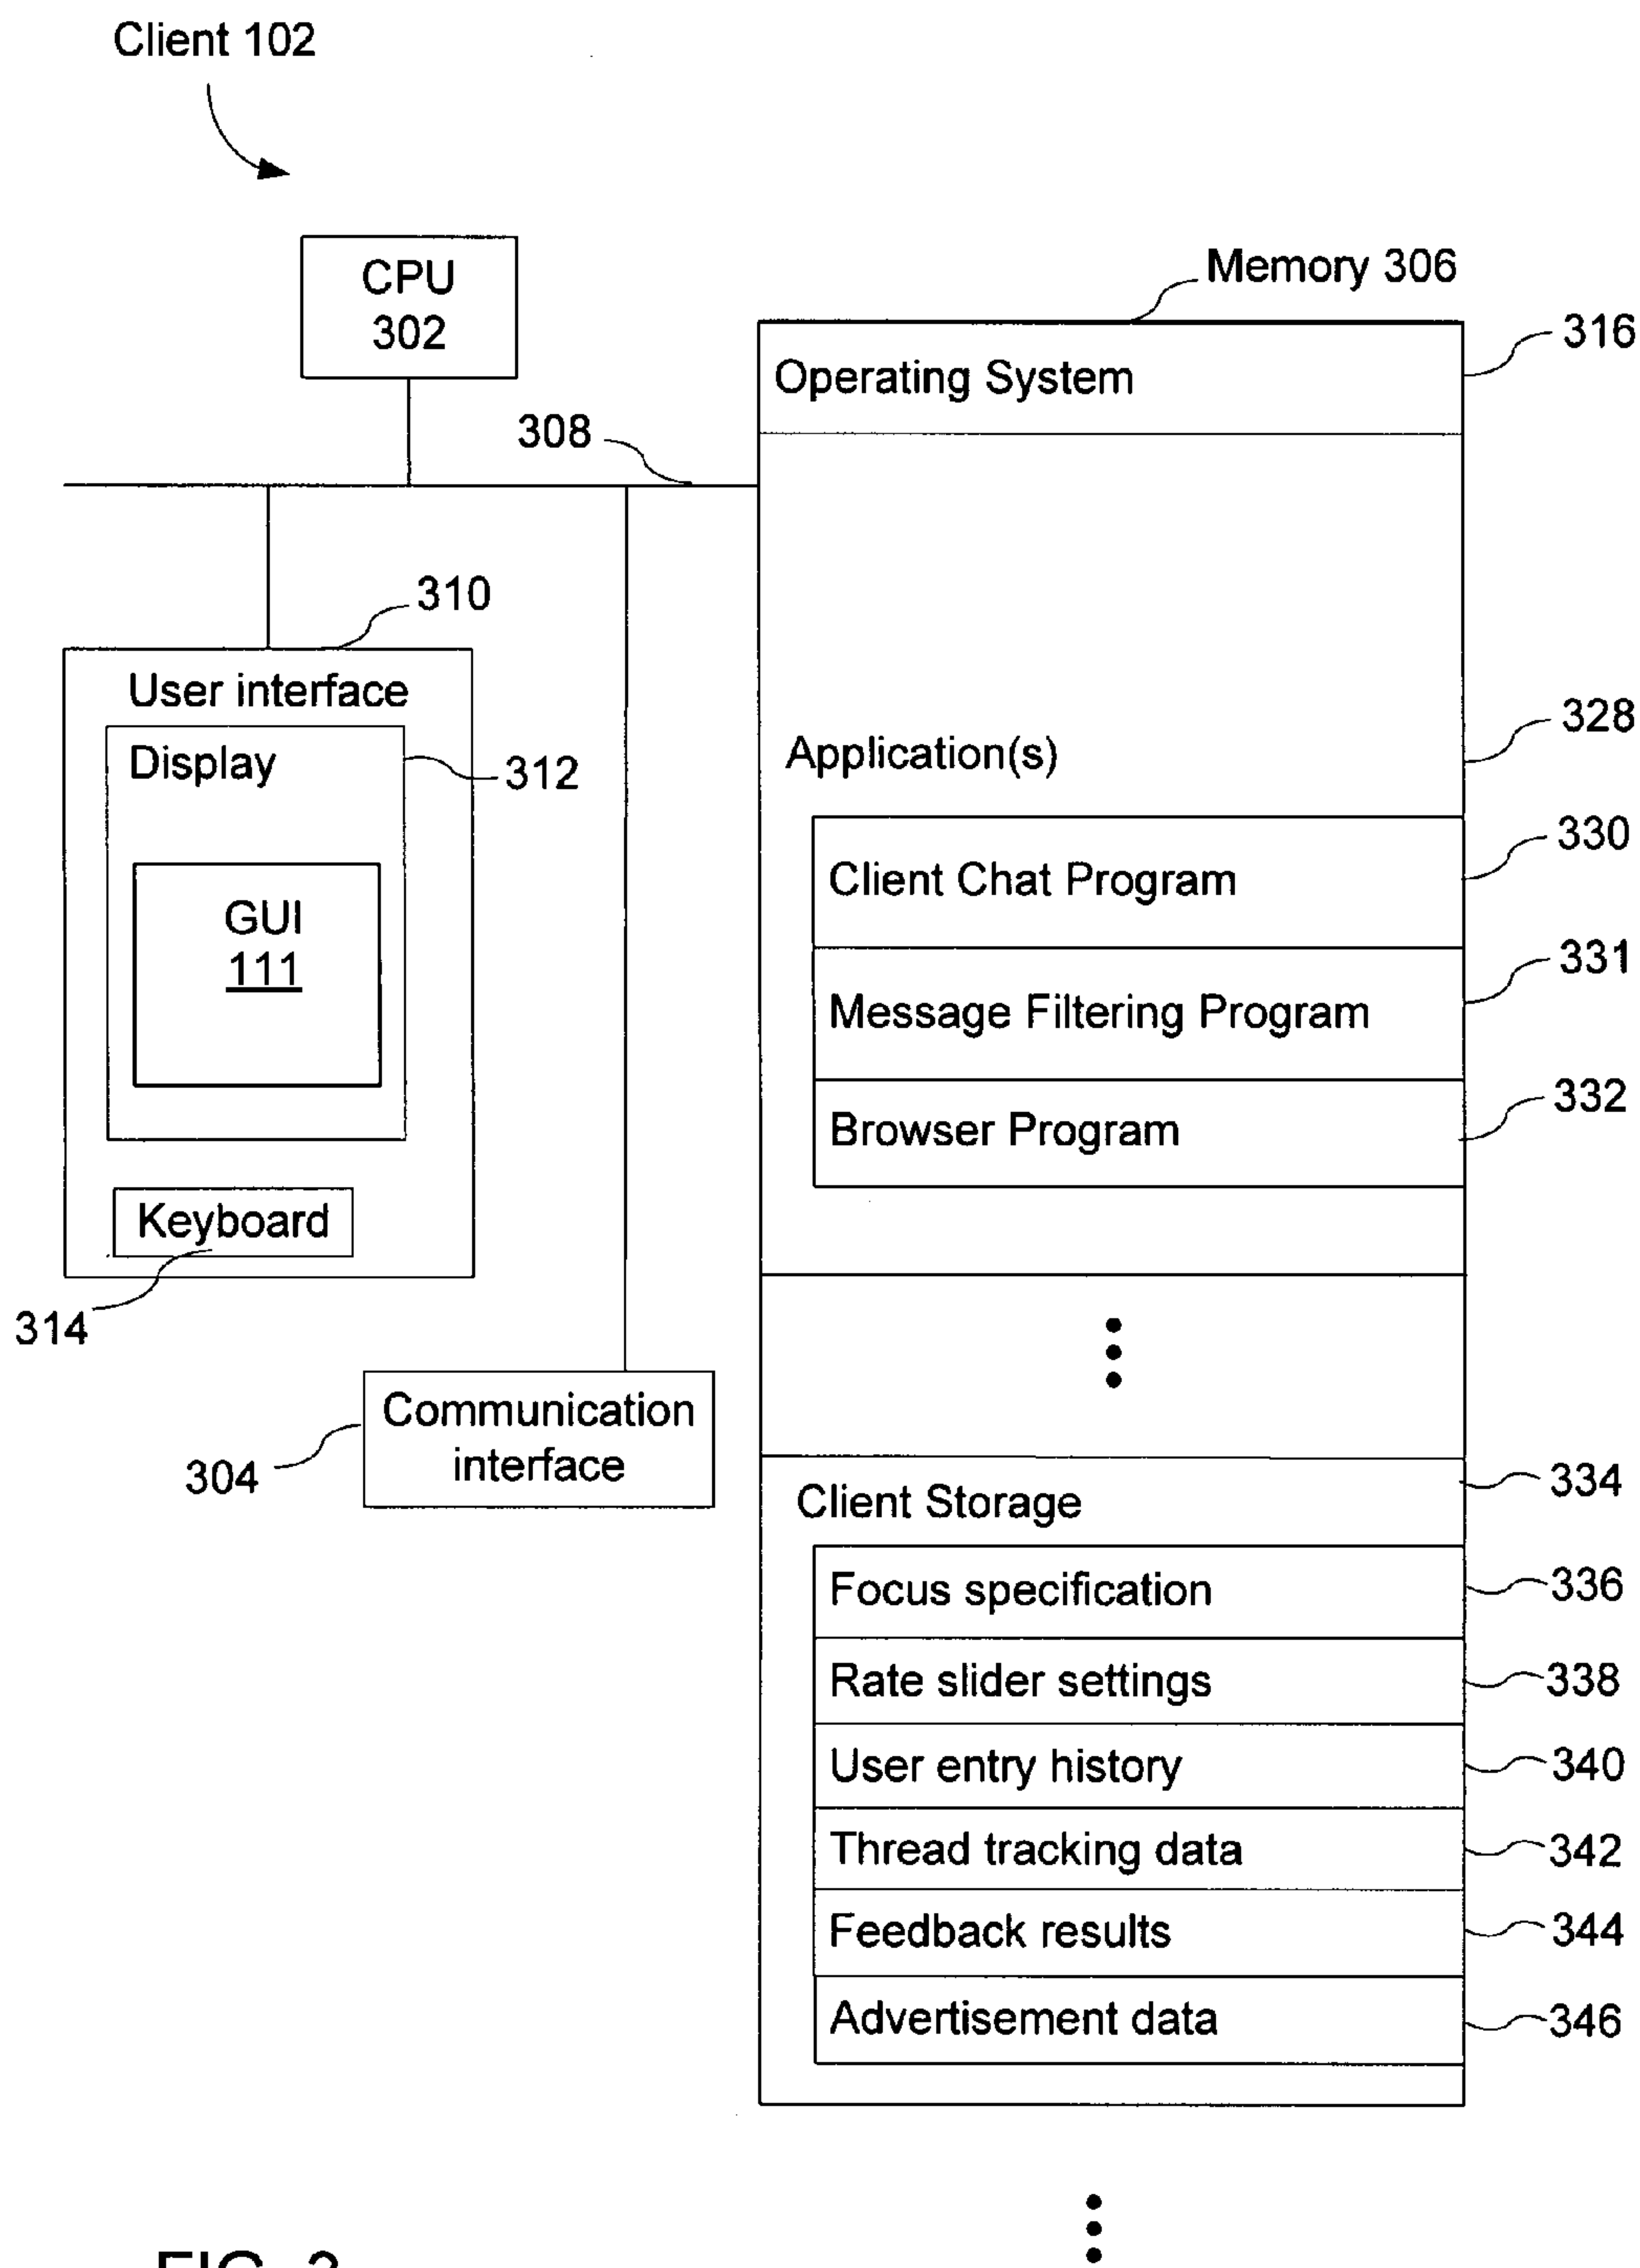 Client 102
CPU
302
Memory 306
316
Operating System
308
310
User interface
Display
312
GUI
111
Keyboard
314
Communication
interface
304
328
Application(s)
330
Client Chat Program
331
Message Filtering Program
332
Browser Program
334
Client Storage
Focus specification
336
Rate slider settings
338
User entry history
340
Thread tracking data
342
Feedback results
344
Advertisement data
346
FIG. 3